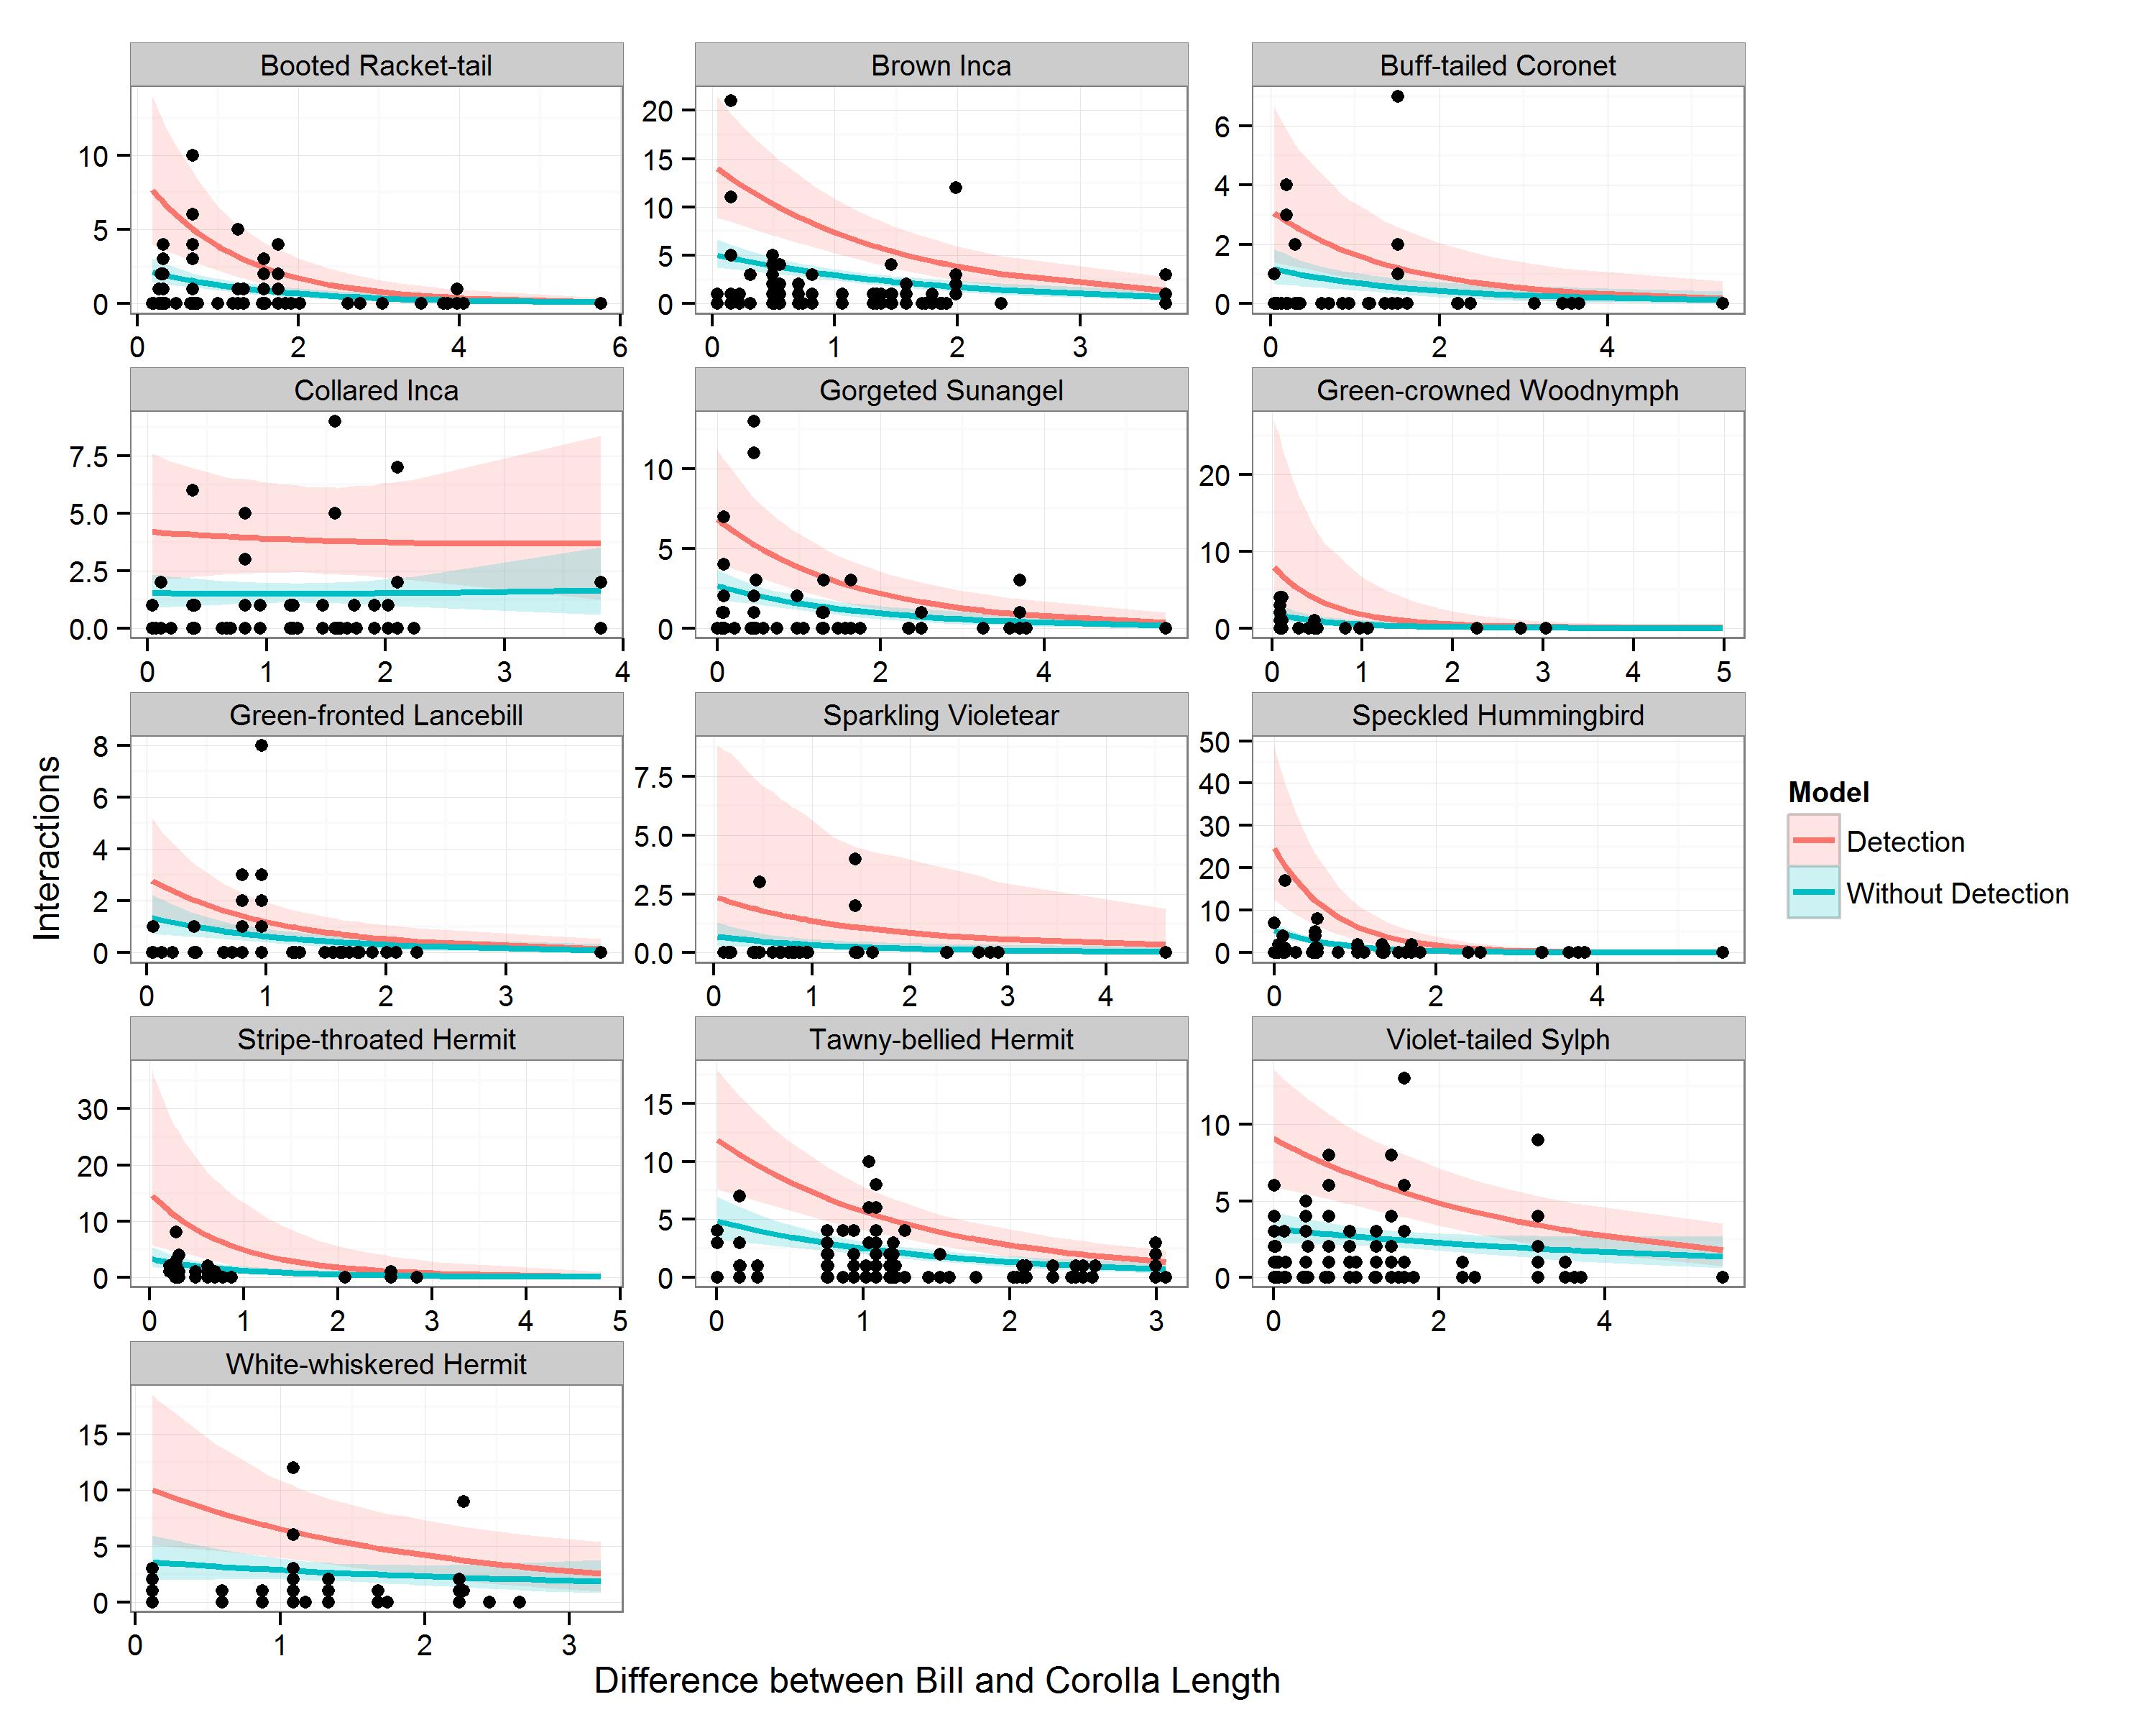 Booted Racket-tail
Brown Inca
Buff-tailed Coronet
10
5
0
0 2 4 6
20
15
10
5
0
0 1 2 3
6
4
2
0
0 2 4
Collared Inca
Gorgeted Sunangel
Green-crowned Woodnymph
7.5
5.0
2.5
0.0
0 1 2 3 4
10
5
0
0 2 4
20
10
0
0 1 2 3 4 5
Green-fronted Lancebill
Sparkling Violetear
Speckled Hummingbird
8
6
4
2
0
0 1 2 3
7.5
5.0
2.5
0.0
0 1 2 3 4
50
40
30
20
10
0
0 2 4
Stripe-throated Hermit
Tawny-bellied Hermit
Violet-tailed Sylph
30
20
10
0
0 1 2 3 4 5
15
10
5
0
0 1 2 3
10
5
0
0 2 4
White-whiskered Hermit
15
10
5
0
0 1 2 3
Interactions
Difference between Bill and Corolla Length
Model
Detection
Without Detection